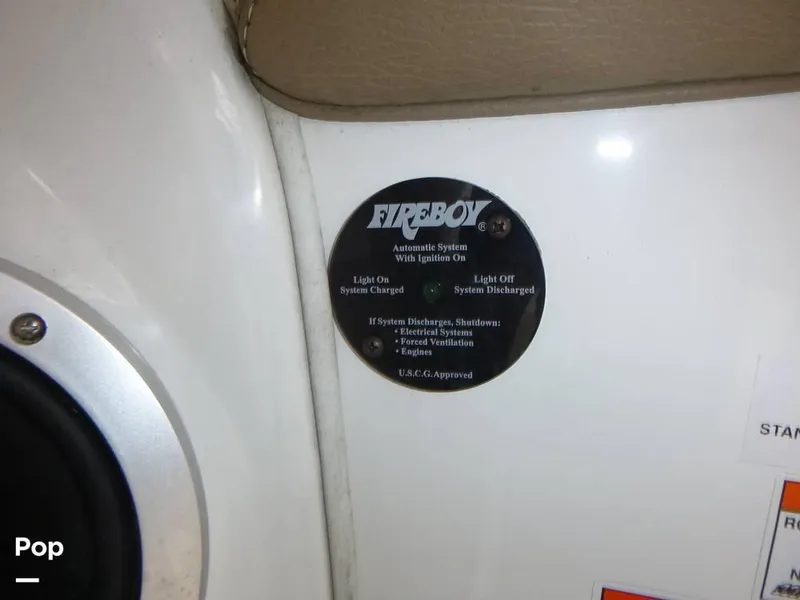 FIREBOY®
Automatic System
With Ignition On
Light On
System Charged
Light Off
System Discharged
If System Discharges, Shutdown:
• Electrical Systems
• Forced Ventilation
• Engines
U.S.C.G. Approved
STAN
Pop